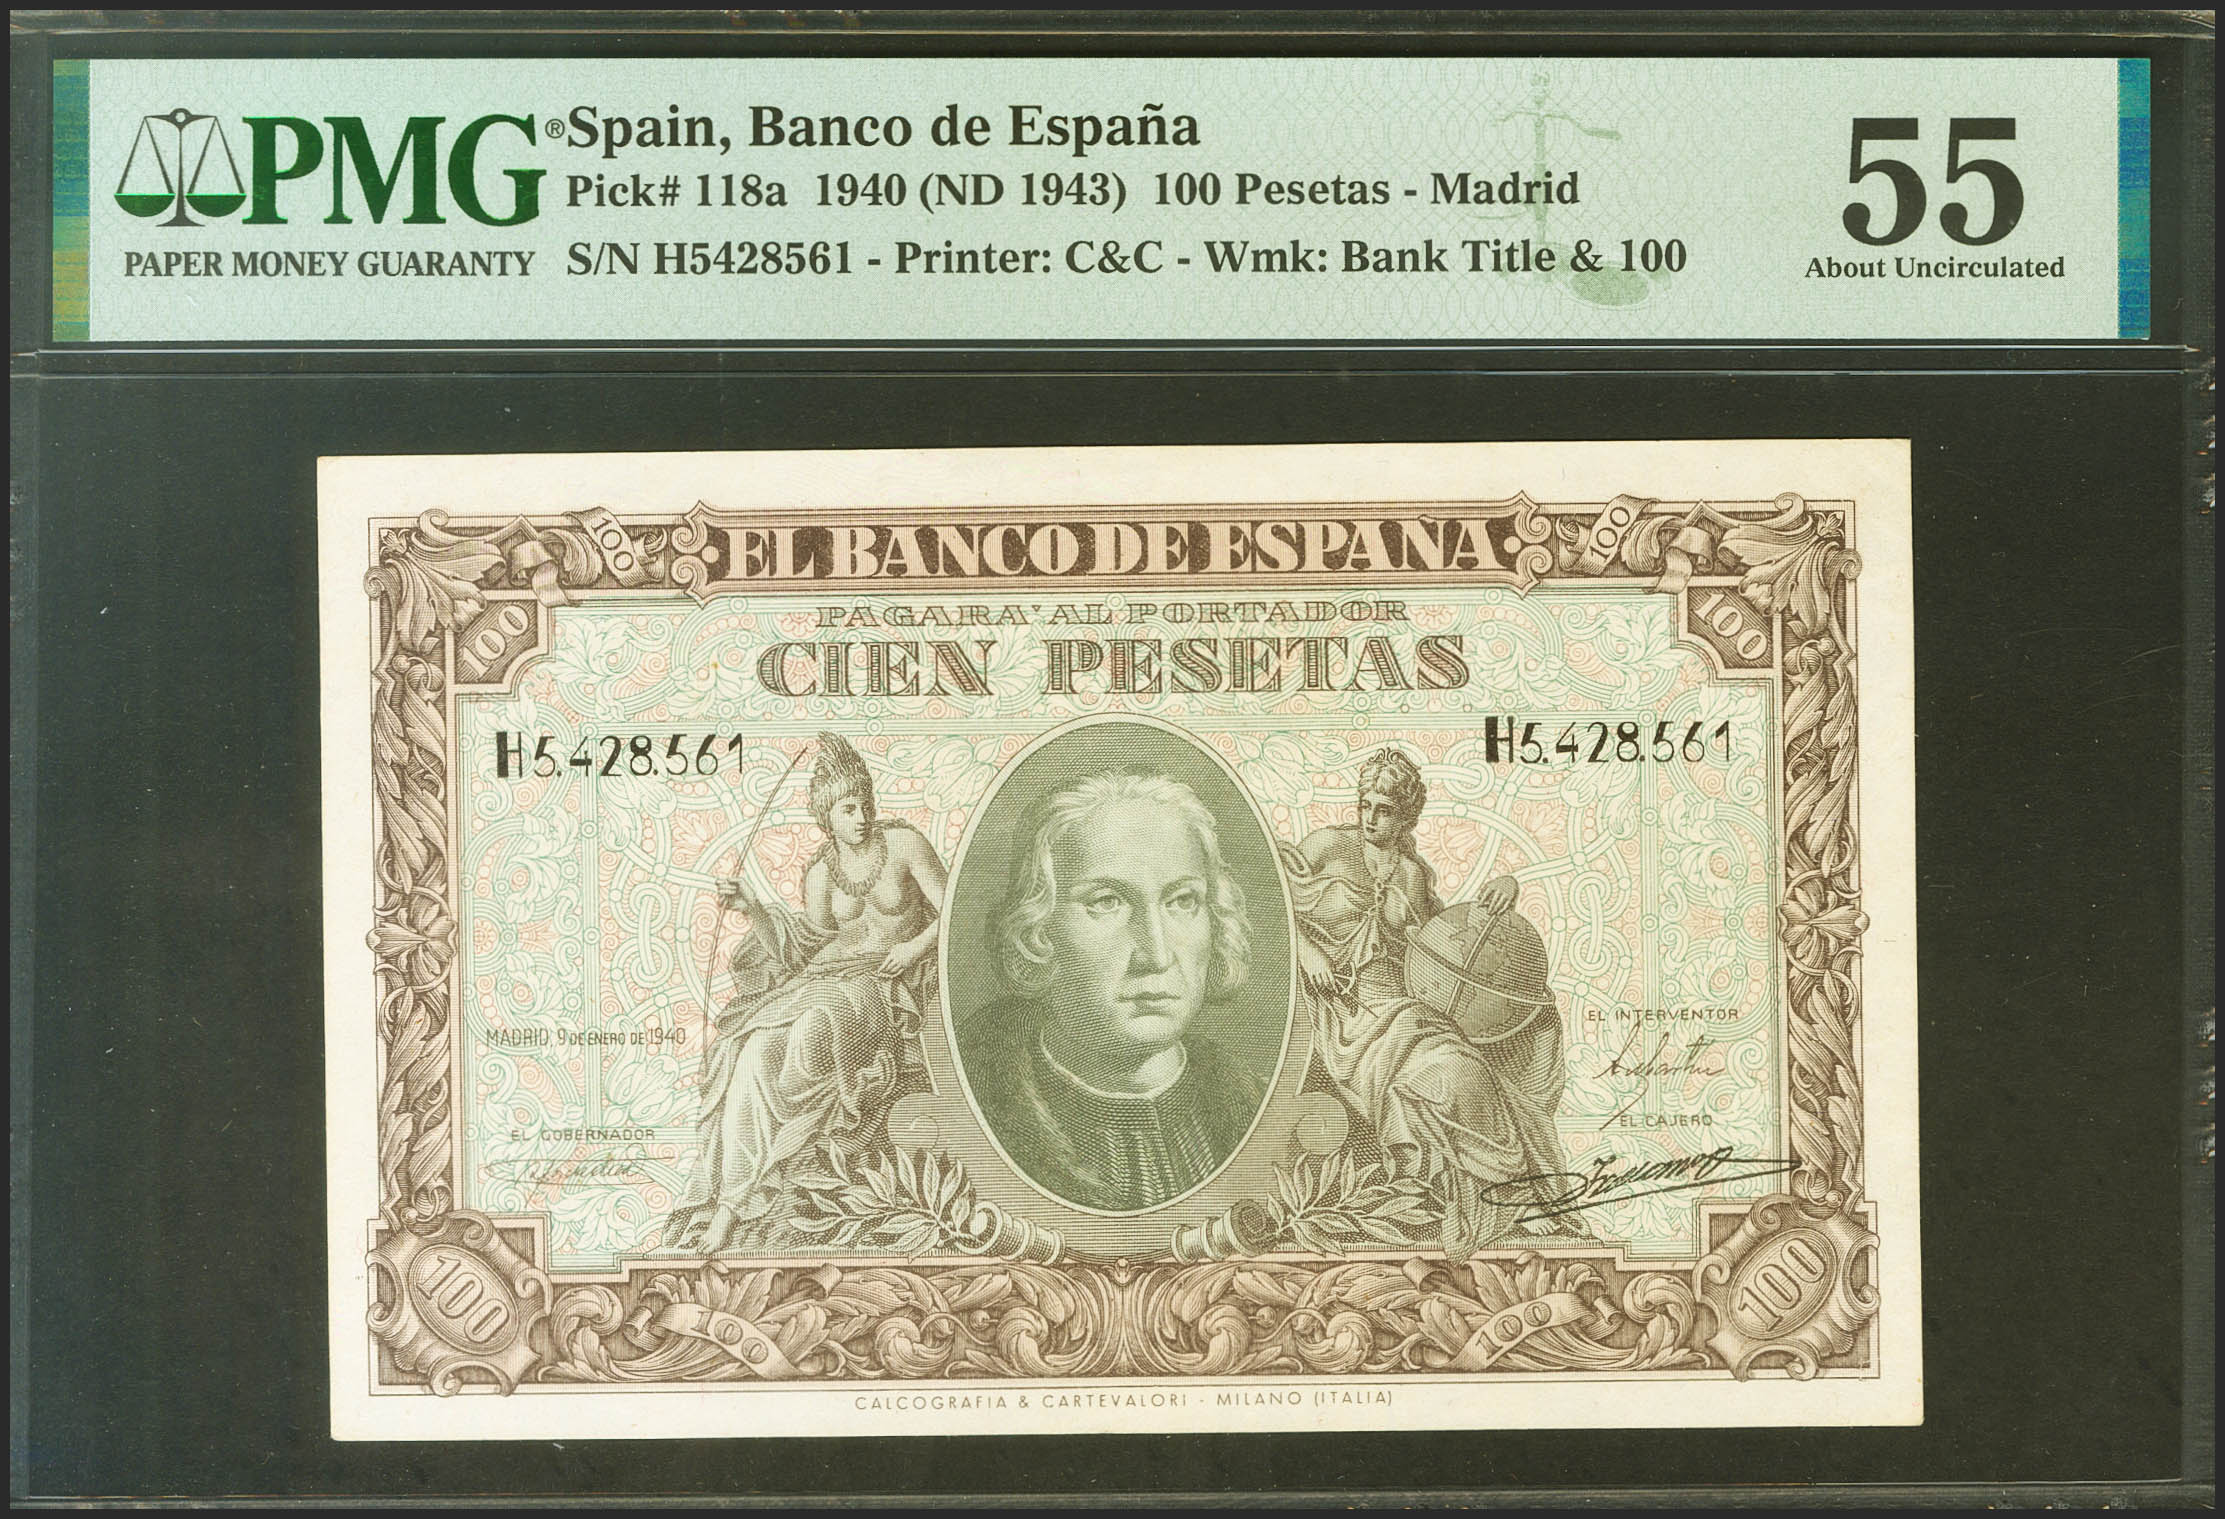 PMG®
PAPER MONEY GUARANTY
Spain, Banco de España
Pick# 118a 1940 (ND 1943) 100 Pesetas - Madrid
S/N H5428561 - Printer: C&C - Wmk: Bank Title & 100
55
About Uncirculated
100
EL BANCO DE ESPAÑA
100
100
PAGARA' AL PORTADOR
100
CIEN PESETAS
H5.428.561
H5.428.561
MADRID, 9 DE ENERO DE 1940
EL INTERVENTOR
EL CAJERO
EL GOBERNADOR
100
100
100
100
CALCOGRAFIA & CARTEVALORI - MILANO (ITALIA)